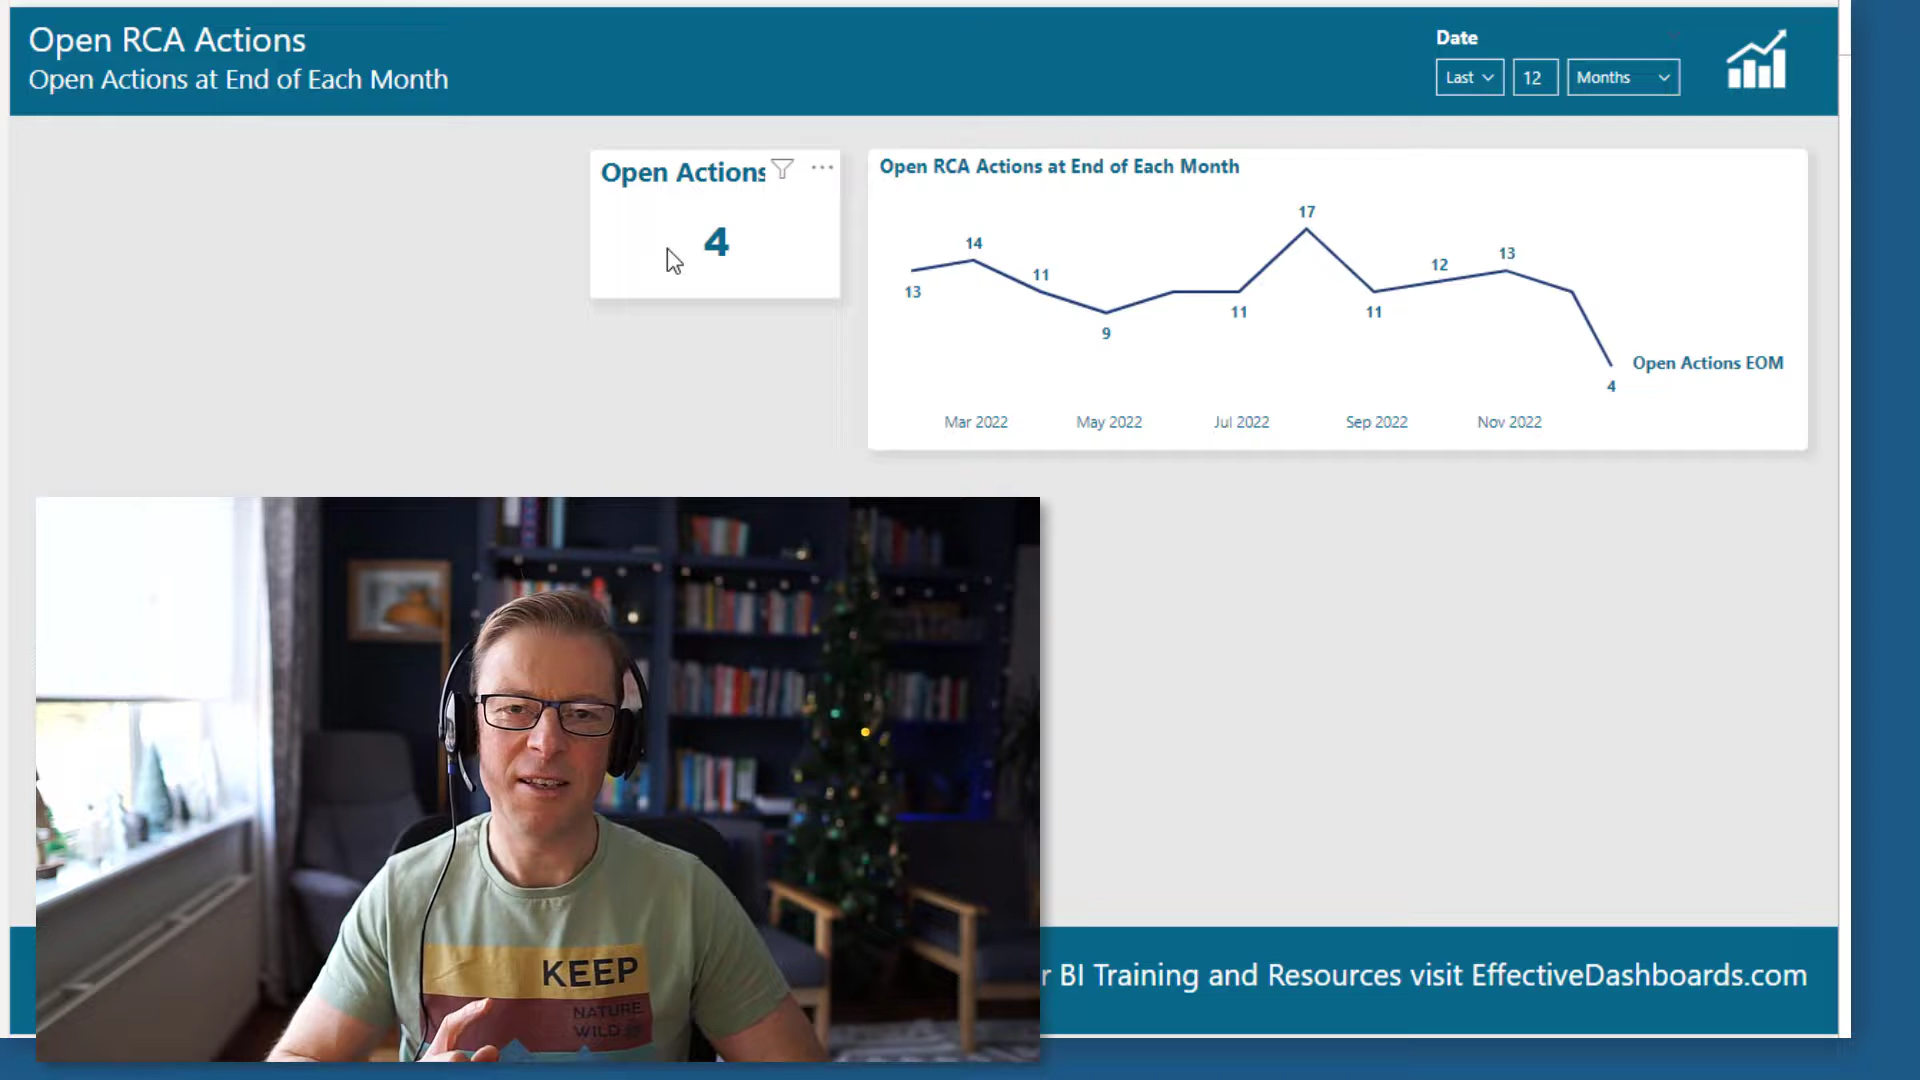 Open RCA Actions
Open Actions at End of Each Month
Date
Last
12
Months
Open Actions
4
Open RCA Actions at End of Each Month
13
14
11
9
11
17
11
12
13
4
Open Actions EOM
Mar 2022
May 2022
Jul 2022
Sep 2022
Nov 2022
KEEP
NATURE
WILD
r BI Training and Resources visit EffectiveDashboards.com